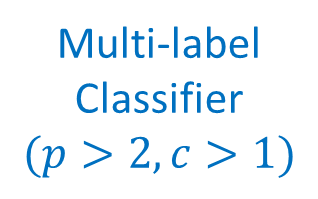 Multi-label
Classifier
(p > 2, c > 1)